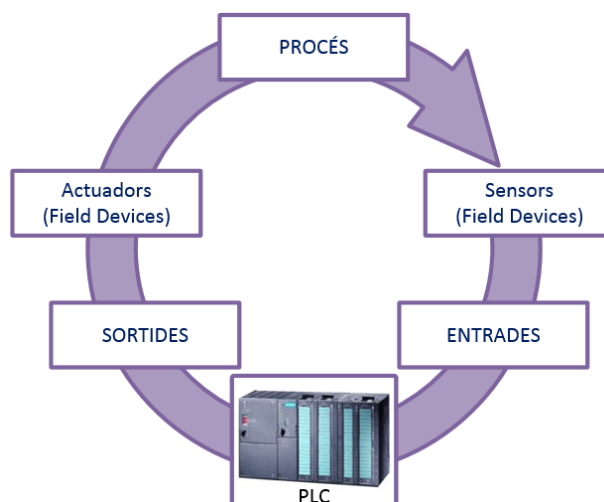 PROCÉS
Actuadors
(Field Devices)
Sensors
(Field Devices)
SORTIDES
ENTRADES
PLC